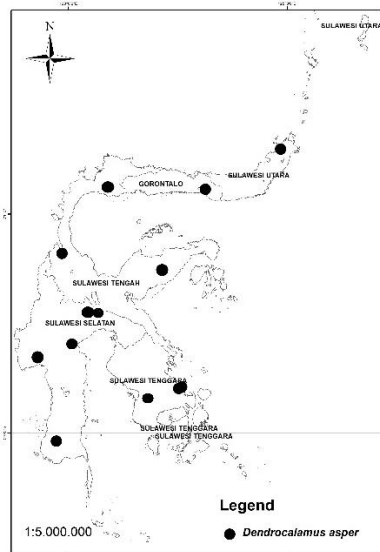 SULAWESI UTARA
N
SULAWESI UTARA
GORONTALO
SULAWESI TENGAH
SULAWESI SELATAN
SULAWESI TENGGARA
SULAWESI TENGGARA
SULAWESI TENGGARA
Legend
1:5.000.000
Dendrocalamus asper